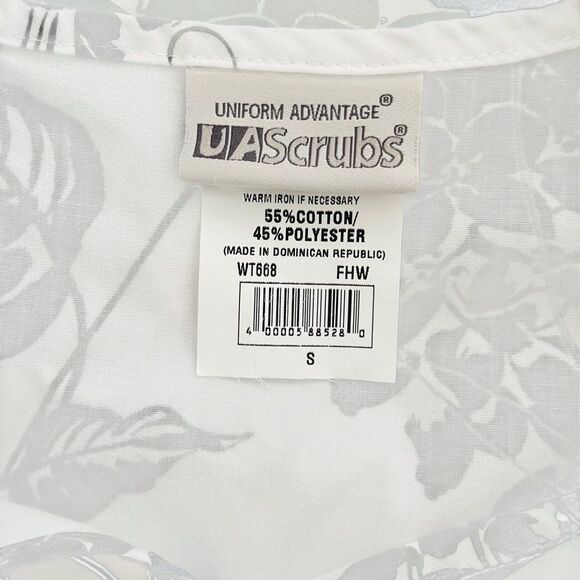 UNIFORM ADVANTAGE®
UAScrubs®
WARM IRON IF NECESSARY
55%COTTON/
45%POLYESTER
(MADE IN DOMINICAN REPUBLIC)
WT668 FHW
4 00005 88528 0
S